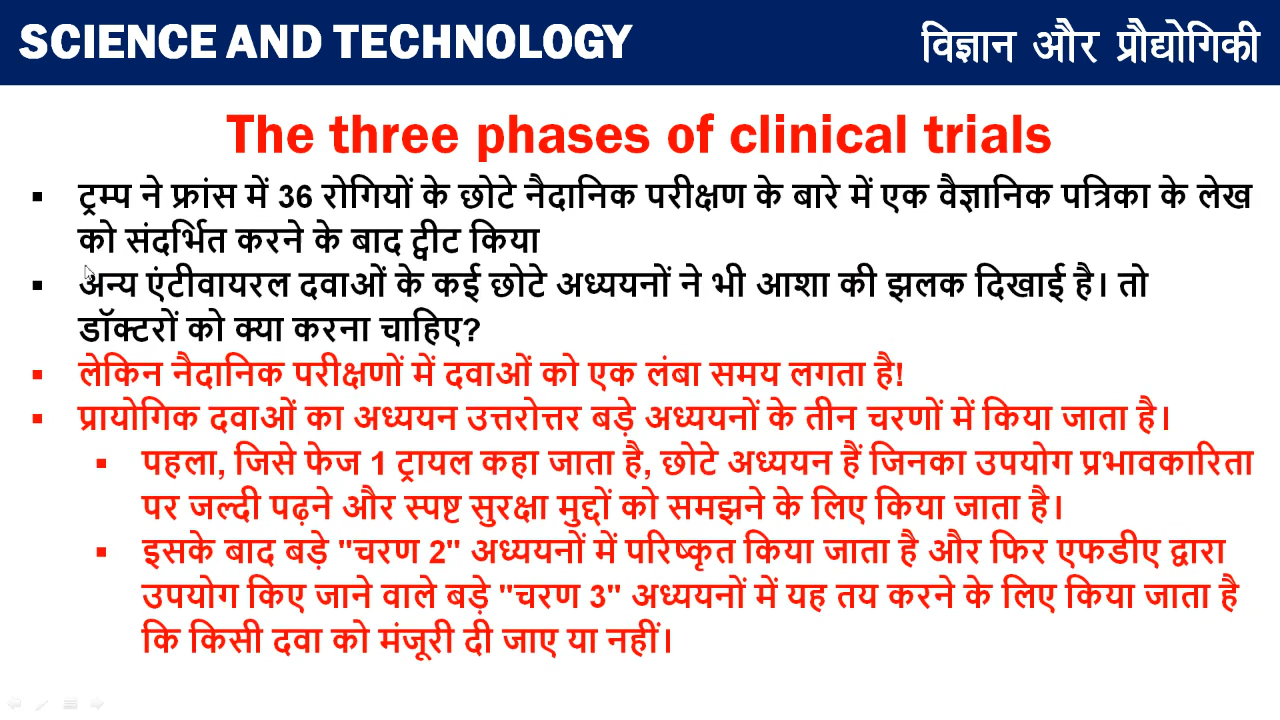 SCIENCE AND TECHNOLOGY
विज्ञान और प्रौद्योगिकी
The three phases of clinical trials
▪ ट्रम्प ने फ्रांस में 36 रोगियों के छोटे नैदानिक परीक्षण के बारे में एक वैज्ञानिक पत्रिका के लेख
को संदर्भित करने के बाद ट्वीट किया
▪ अन्य एंटीवायरल दवाओं के कई छोटे अध्ययनों ने भी आशा की झलक दिखाई है। तो
डॉक्टरों को क्या करना चाहिए?
▪ लेकिन नैदानिक परीक्षणों में दवाओं को एक लंबा समय लगता है!
▪ प्रायोगिक दवाओं का अध्ययन उत्तरोत्तर बड़े अध्ययनों के तीन चरणों में किया जाता है।
▪ पहला, जिसे फेज 1 ट्रायल कहा जाता है, छोटे अध्ययन हैं जिनका उपयोग प्रभावकारिता
पर जल्दी पढ़ने और स्पष्ट सुरक्षा मुद्दों को समझने के लिए किया जाता है।
▪ इसके बाद बड़े "चरण 2" अध्ययनों में परिष्कृत किया जाता है और फिर एफडीए द्वारा
उपयोग किए जाने वाले बड़े "चरण 3" अध्ययनों में यह तय करने के लिए किया जाता है
कि किसी दवा को मंजूरी दी जाए या नहीं।